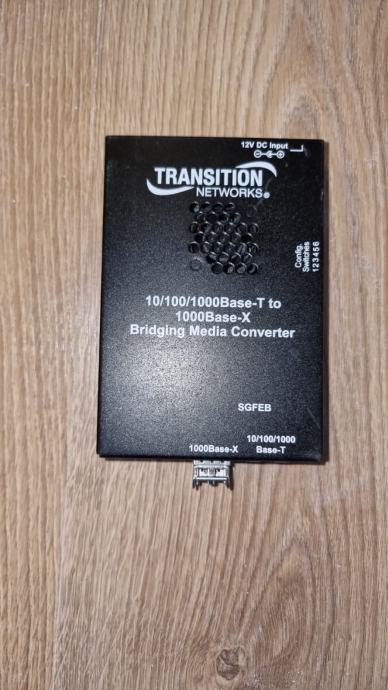 12V DC Input
TRANSITION
NETWORKS®
Config.
Switches
123456
10/100/1000Base-T to
1000Base-X
Bridging Media Converter
SGFEB
10/100/1000
1000Base-X Base-T